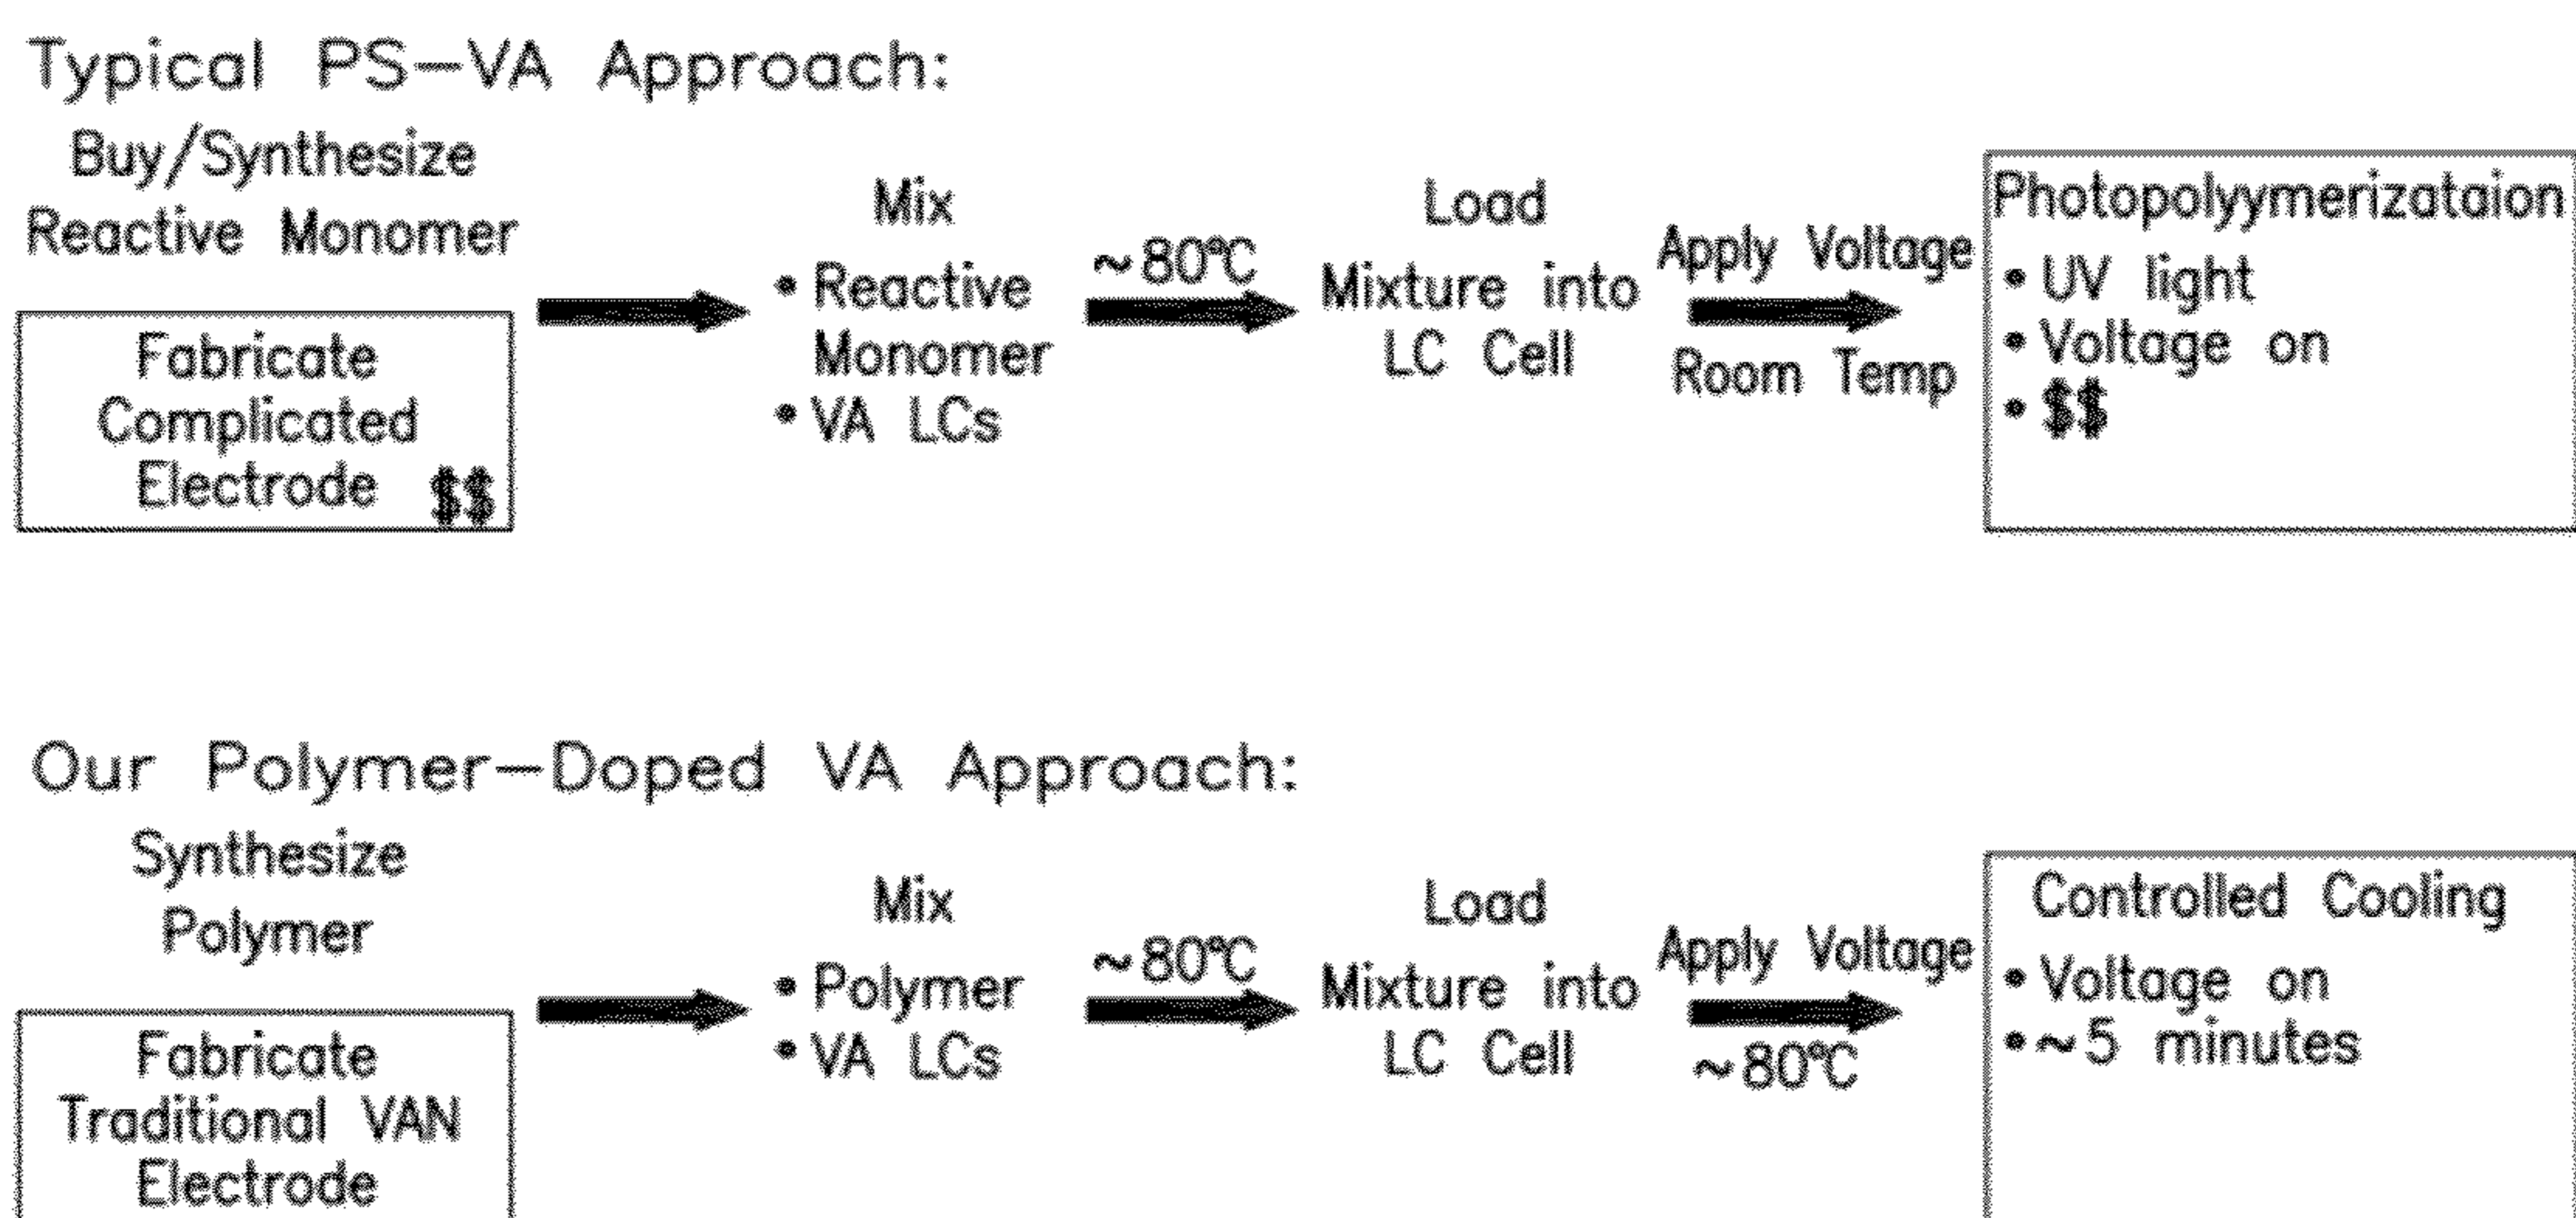 Typical PS-VA Approach:
Buy/Synthesize
Reactive Monomer
Fabricate
Complicated
Electrode $$
Mix
• Reactive
Monomer
• VA LCs
~80°C
Load
Mixture into
LC Cell
Apply Voltage
Room Temp
Photopolyymerizataion
• UV light
• Voltage on
• $$
Our Polymer-Doped VA Approach:
Synthesize
Polymer
Fabricate
Traditional VAN
Electrode
Mix
• Polymer
• VA LCs
~80°C
Load
Mixture into
LC Cell
Apply Voltage
~80°C
Controlled Cooling
• Voltage on
• ~5 minutes